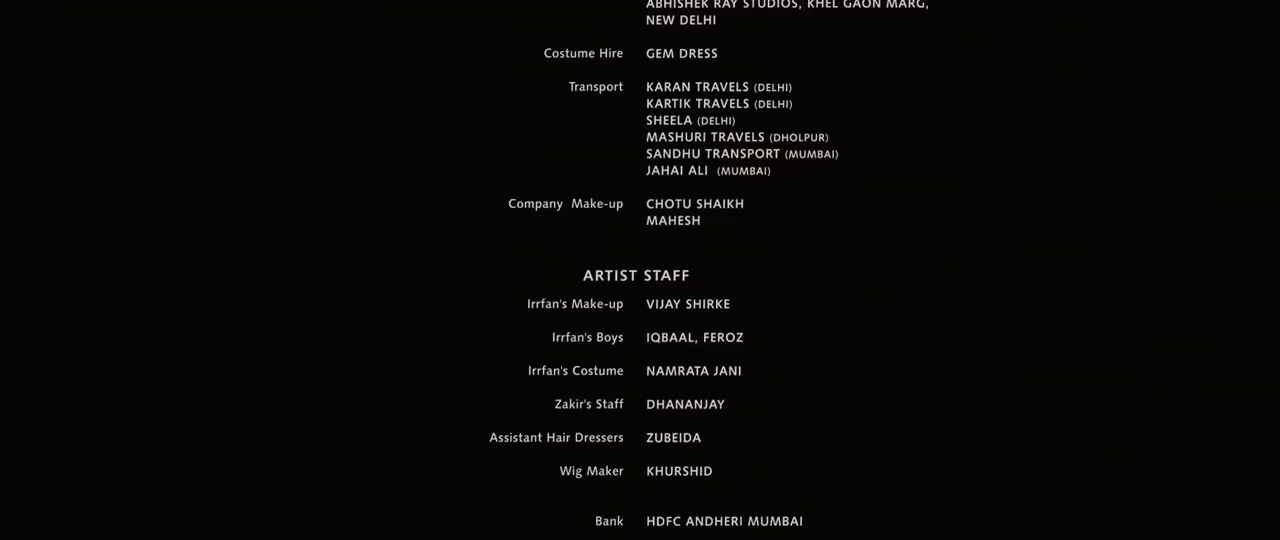 ABHISHEK RAY STUDIOS, KHEL GAON MARG,
NEW DELHI
Costume Hire GEM DRESS
Transport KARAN TRAVELS (DELHI)
KARTIK TRAVELS (DELHI)
SHEELA (DELHI)
MASHURI TRAVELS (DHOLPUR)
SANDHU TRANSPORT (MUMBAI)
JAHAI ALI (MUMBAI)
Company Make-up CHOTU SHAIKH
MAHESH
ARTIST STAFF
Irrfan's Make-up VIJAY SHIRKE
Irrfan's Boys IQBAAL, FEROZ
Irrfan's Costume NAMRATA JANI
Zakir's Staff DHANANJAY
Assistant Hair Dressers ZUBEIDA
Wig Maker KHURSHID
Bank HDFC ANDHERI MUMBAI